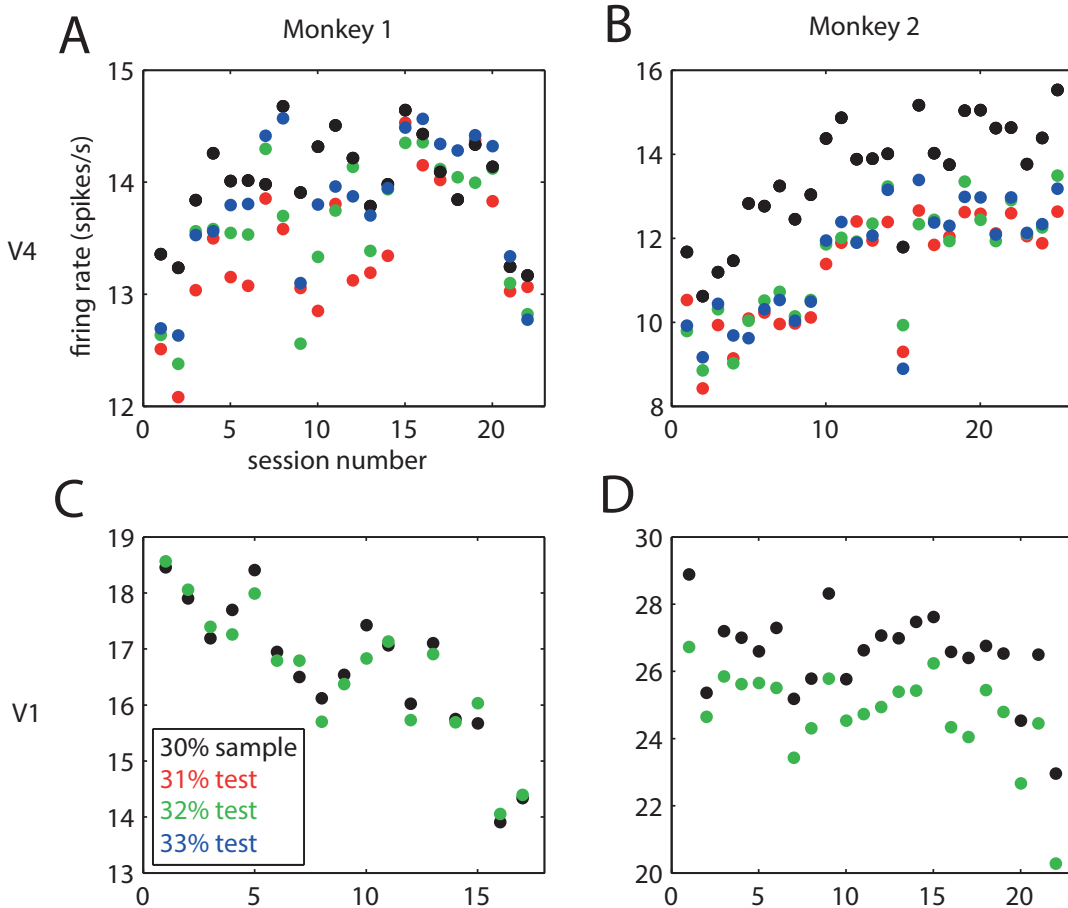 A
Monkey 1
B
Monkey 2
V4
firing rate (spikes/s)
15
14
13
12
0 5 10 15 20
session number
16
14
12
10
8
0 10 20
C
D
V1
19
18
17
16
15
14
13
0 5 10 15
30% sample
31% test
32% test
33% test
30
28
26
24
22
20
0 5 10 15 20